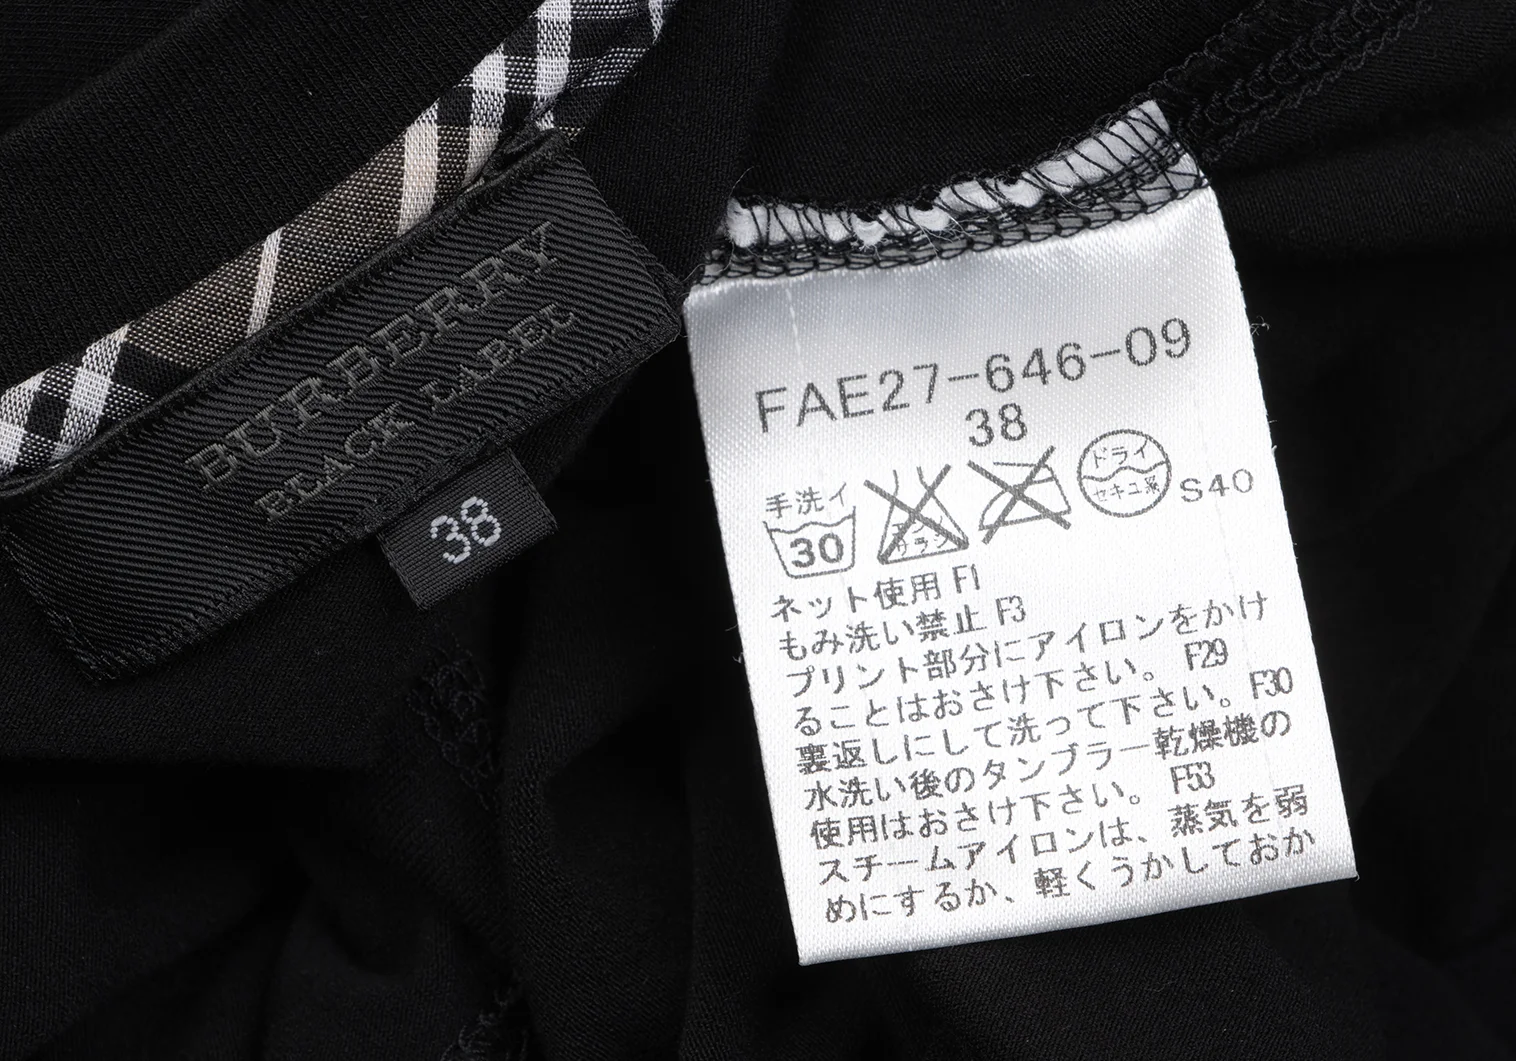 BURBERRY
BLACK LABEL
38
FAE27-646-09
38
手洗イ
30
エンソ
サラシ
ドライ
セキユ系
S40
ネット使用 F1
もみ洗い禁止 F3
プリント部分にアイロンをかけ
ることはおさけ下さい。 F29
裏返しにして洗って下さい。F30
水洗い後のタンブラー乾燥機の
使用はおさけ下さい。 F53
スチームアイロンは、蒸気を弱
めにするか、軽くうかしておか